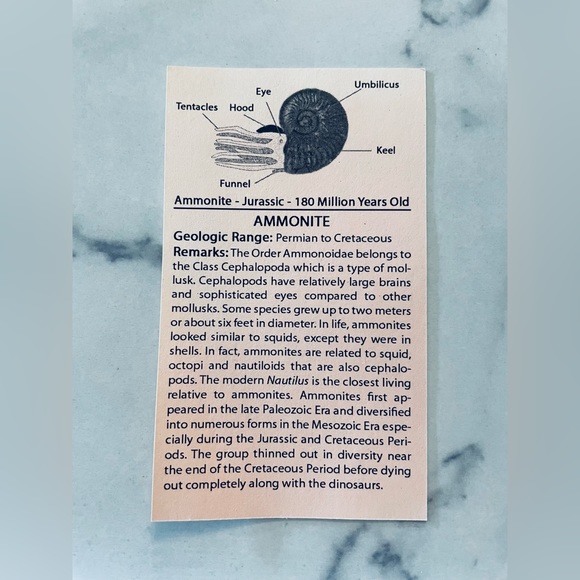 Umbilicus
Eye
Tentacles
Hood
Keel
Funnel
Ammonite - Jurassic - 180 Million Years Old
AMMONITE
Geologic Range: Permian to Cretaceous
Remarks: The Order Ammonoidae belongs to
the Class Cephalopoda which is a type of mol-
lusk. Cephalopods have relatively large brains
and sophisticated eyes compared to other
mollusks. Some species grew up to two meters
or about six feet in diameter. In life, ammonites
looked similar to squids, except they were in
shells. In fact, ammonites are related to squid,
octopi and nautiloids that are also cephalo-
pods. The modern Nautilus is the closest living
relative to ammonites. Ammonites first ap-
peared in the late Paleozoic Era and diversified
into numerous forms in the Mesozoic Era espe-
cially during the Jurassic and Cretaceous Peri-
ods. The group thinned out in diversity near
the end of the Cretaceous Period before dying
out completely along with the dinosaurs.